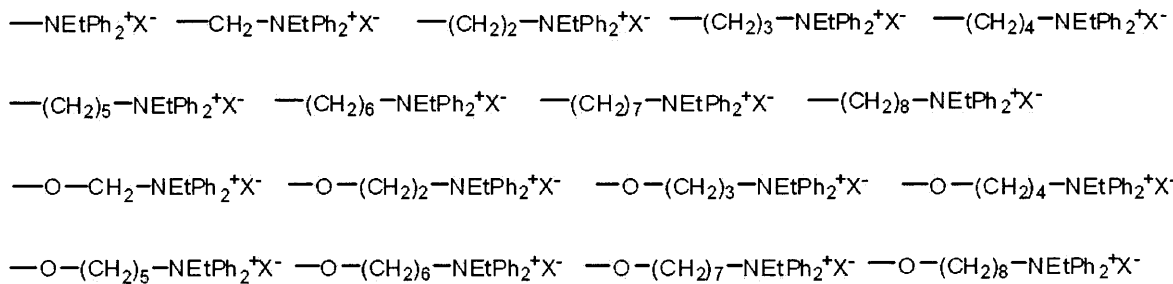 —NEtPh₂⁺X⁻ —CH₂—NEtPh₂⁺X⁻ —(CH₂)₂—NEtPh₂⁺X⁻ —(CH₂)₃—NEtPh₂⁺X⁻ —(CH₂)₄—NEtPh₂⁺X⁻
—(CH₂)₅—NEtPh₂⁺X⁻ —(CH₂)₆—NEtPh₂⁺X⁻ —(CH₂)₇—NEtPh₂⁺X⁻ —(CH₂)₈—NEtPh₂⁺X⁻
—O—CH₂—NEtPh₂⁺X⁻ —O—(CH₂)₂—NEtPh₂⁺X⁻ —O—(CH₂)₃—NEtPh₂⁺X⁻ —O—(CH₂)₄—NEtPh₂⁺X⁻
—O—(CH₂)₅—NEtPh₂⁺X⁻ —O—(CH₂)₆—NEtPh₂⁺X⁻ —O—(CH₂)₇—NEtPh₂⁺X⁻ —O—(CH₂)₈—NEtPh₂⁺X⁻